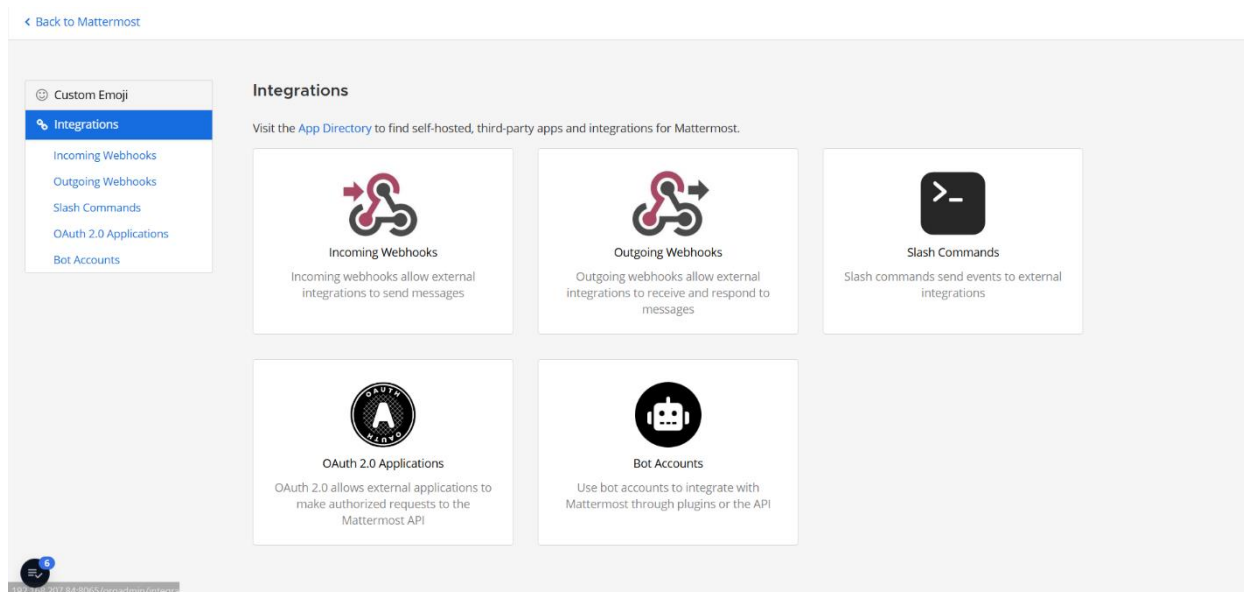 Back to Mattermost
Custom Emoji
Integrations
Incoming Webhooks
Outgoing Webhooks
Slash Commands
OAuth 2.0 Applications
Bot Accounts
Integrations
Visit the App Directory to find self-hosted, third-party apps and integrations for Mattermost.
Incoming Webhooks
Incoming webhooks allow external
integrations to send messages
Outgoing Webhooks
Outgoing webhooks allow external
integrations to receive and respond to
messages
Slash Commands
Slash commands send events to external
integrations
OAUTH
A
OAUTH
OAuth 2.0 Applications
OAuth 2.0 allows external applications to
make authorized requests to the
Mattermost API
Bot Accounts
Use bot accounts to integrate with
Mattermost through plugins or the API
6